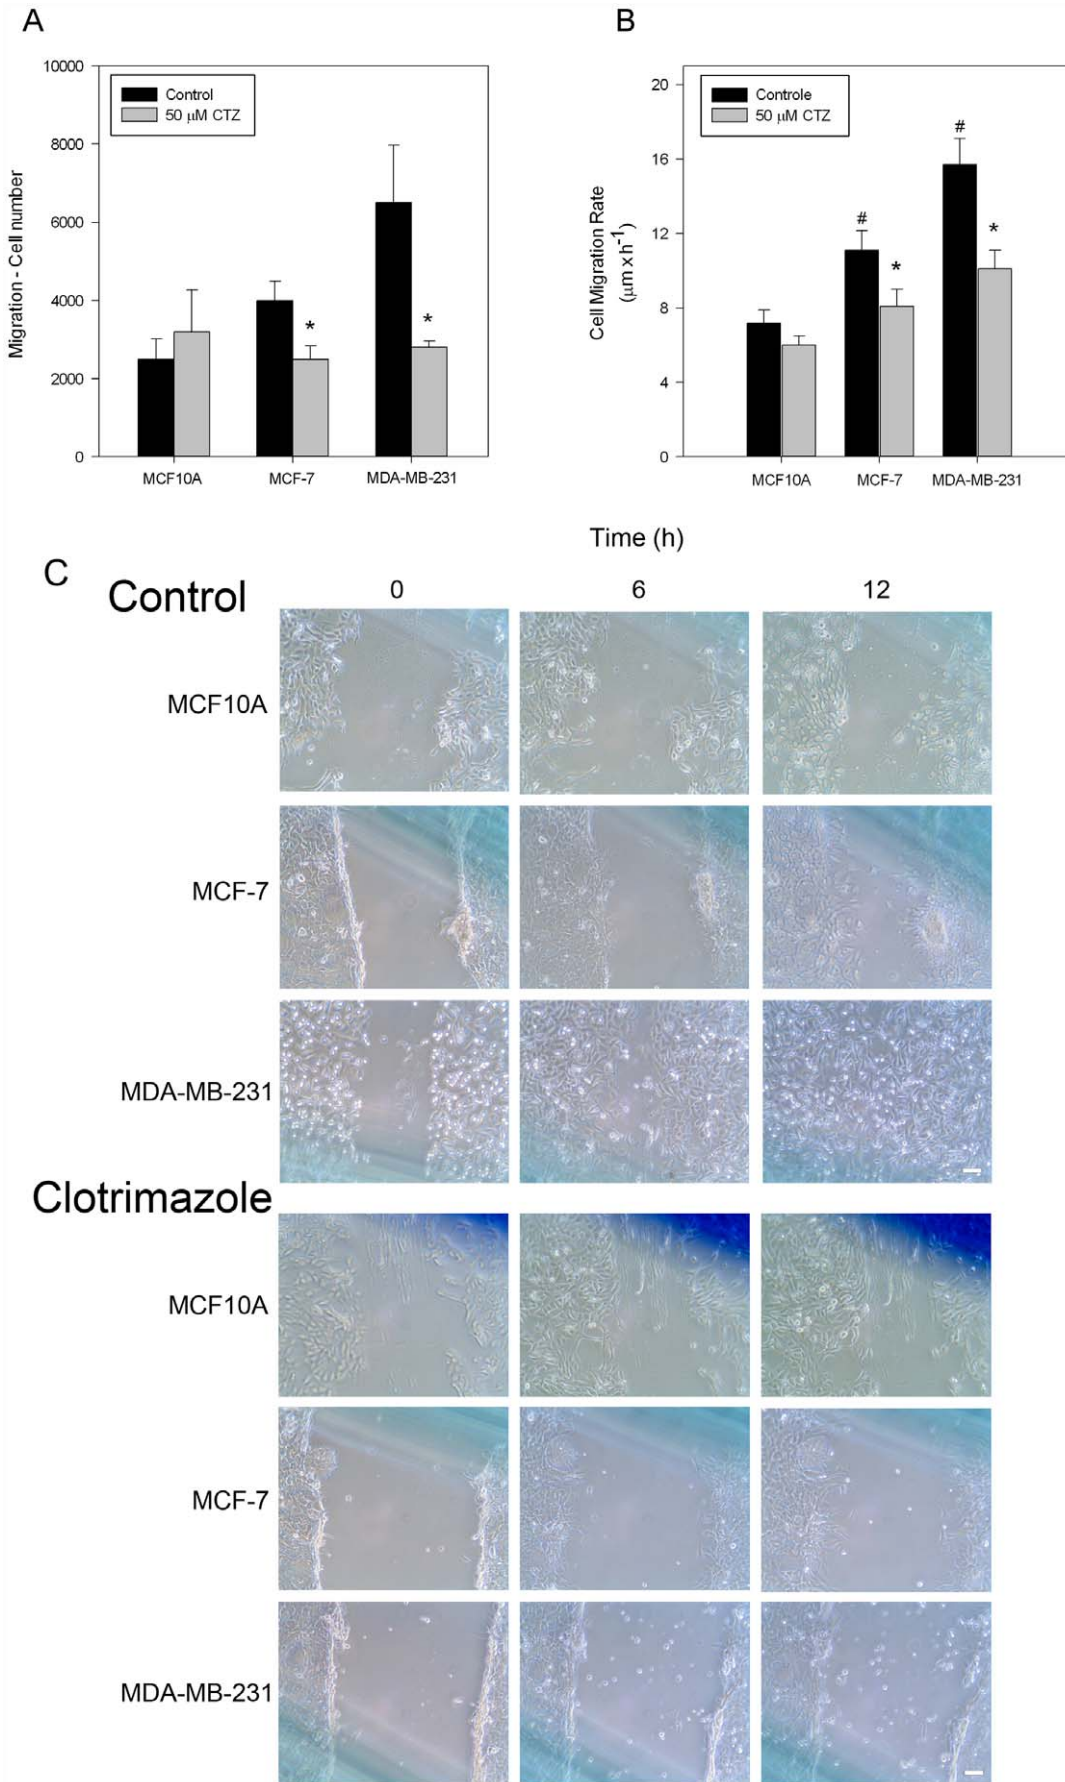 A
10000
8000
6000
4000
2000
0
Migration - Cell number
Control
50 μM CTZ
*
*
MCF10A MCF-7 MDA-MB-231
B
20
16
12
8
4
0
Cell Migration Rate
(μm x h⁻¹)
Controle
50 μM CTZ
#
#
*
*
MCF10A MCF-7 MDA-MB-231
Time (h)
C
Control
0 6 12
MCF10A
MCF-7
MDA-MB-231
Clotrimazole
MCF10A
MCF-7
MDA-MB-231